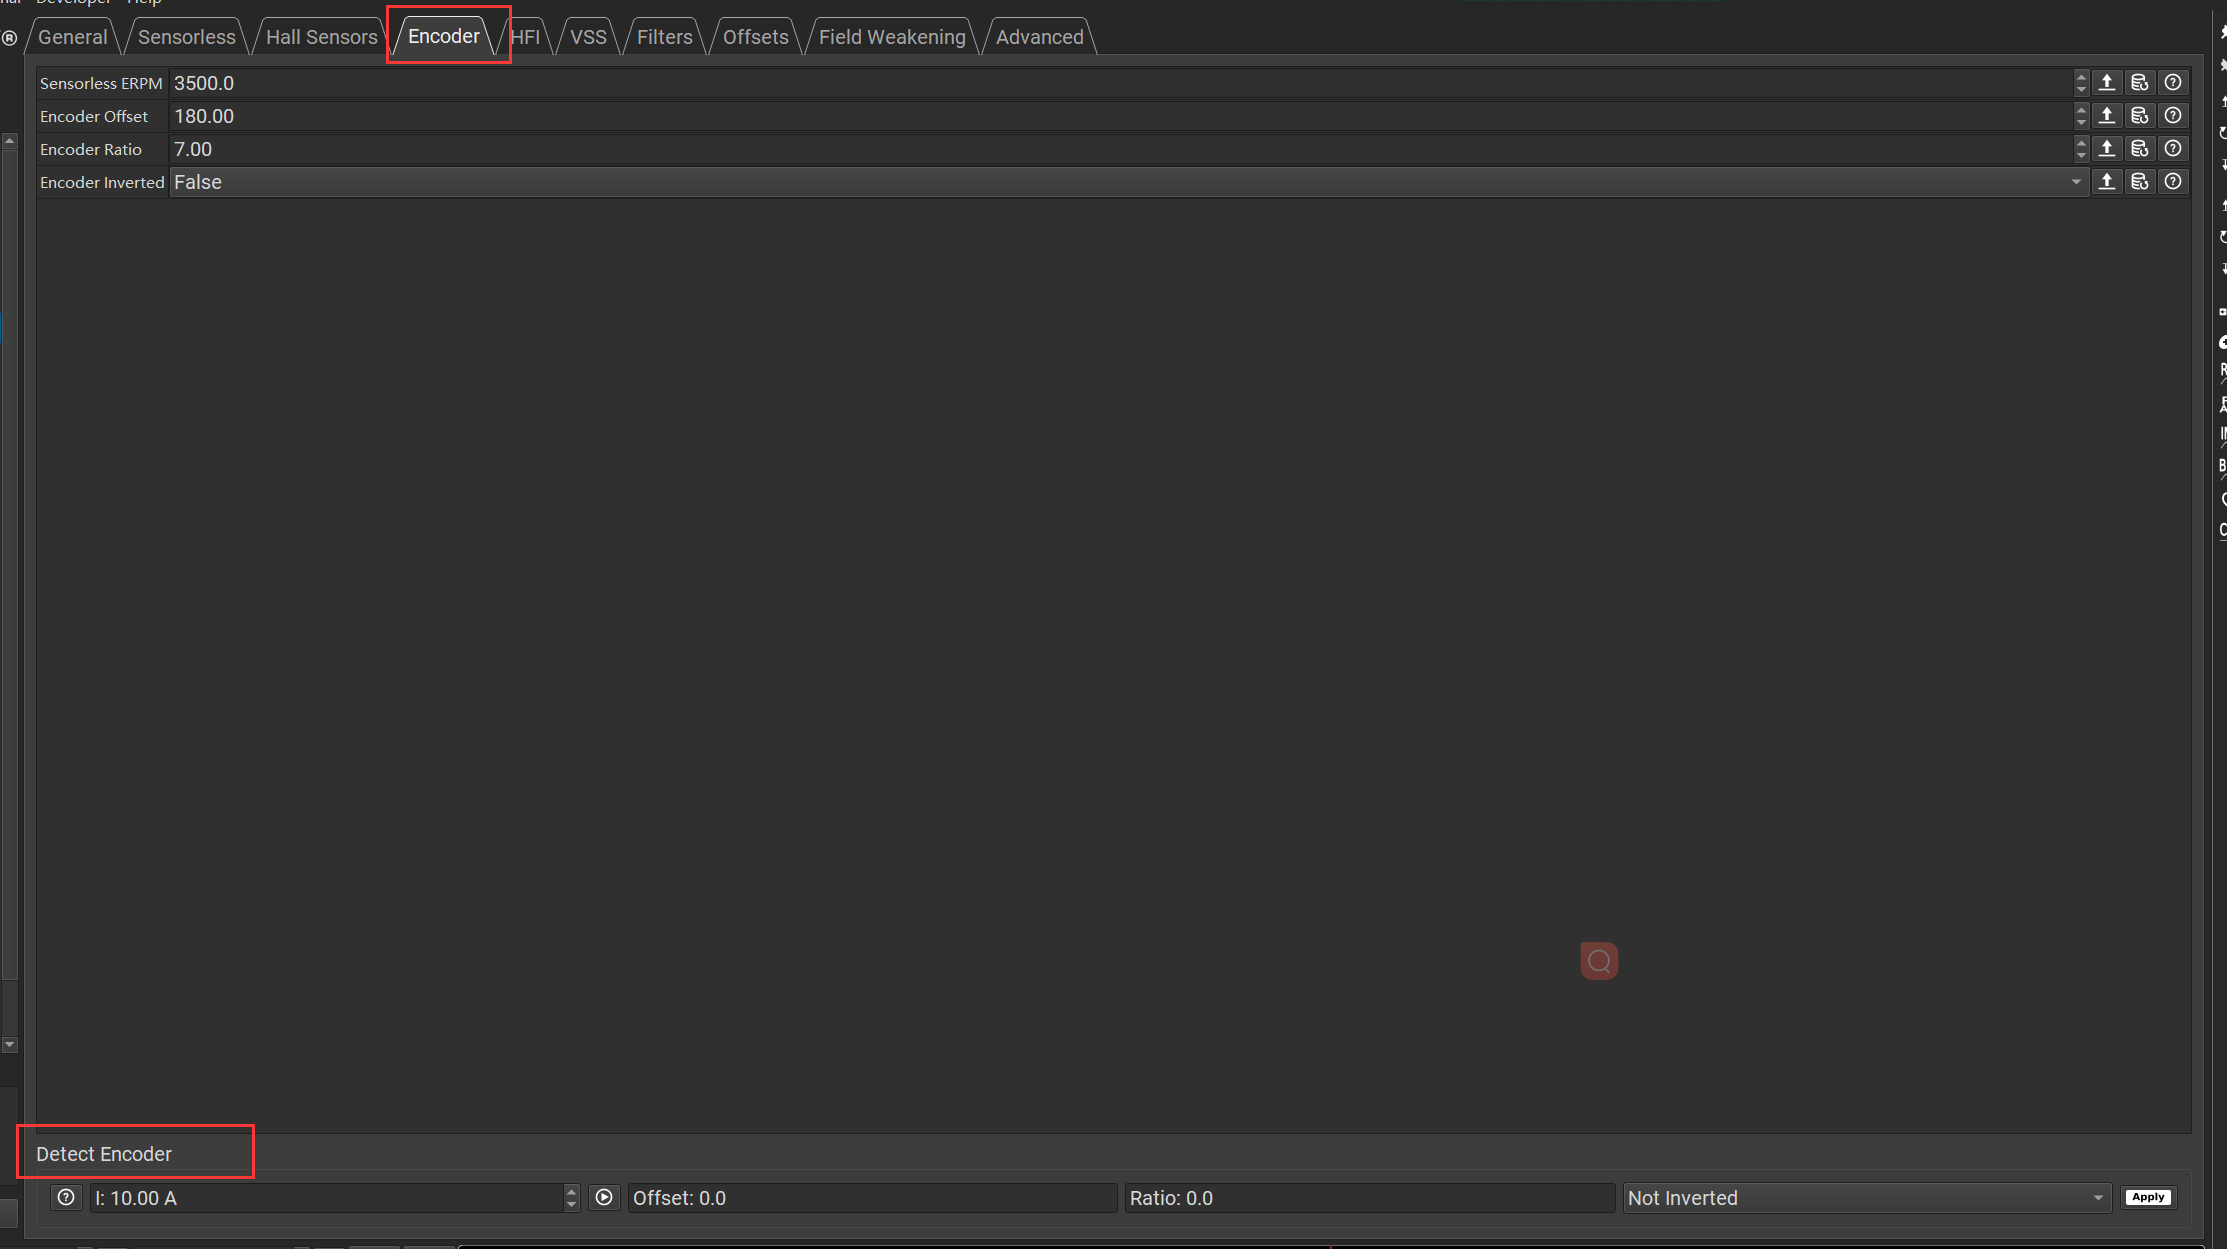 Developer Help
General Sensorless Hall Sensors Encoder HFI VSS Filters Offsets Field Weakening Advanced
Sensorless ERPM 3500.0
Encoder Offset 180.00
Encoder Ratio 7.00
Encoder Inverted False
Detect Encoder
I: 10.00 A Offset: 0.0 Ratio: 0.0 Not Inverted Apply